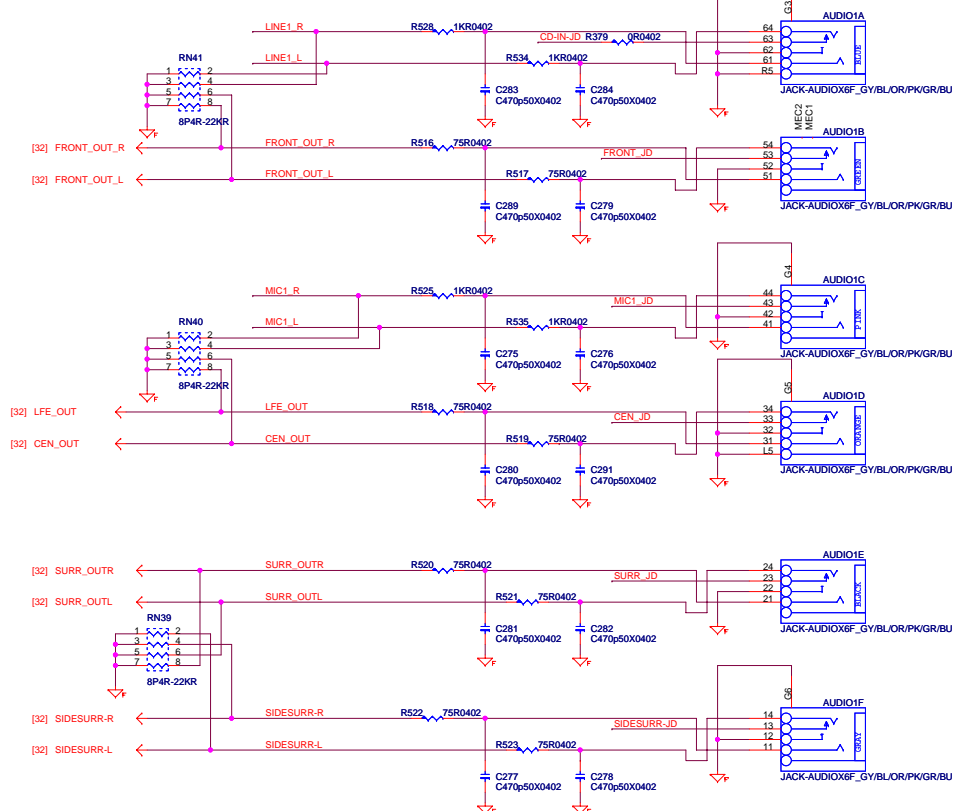 G3
AUDIO1A
LINE1_R R528 1KR0402 64
CD-IN-JD R379 0R0402 63
62
BLUE
LINE1_L R534 1KR0402 61
R5
RN41
1 2
3 4
5 6
7 8
8P4R-22KR
F
C283
C470p50X0402
C284
C470p50X0402
JACK-AUDIOX6F_GY/BL/OR/PK/GR/BU
F
F
F
MEC2
MEC1
AUDIO1B
[32] FRONT_OUT_R FRONT_OUT_R R516 75R0402 54
FRONT_JD 53
52
GREEN
[32] FRONT_OUT_L FRONT_OUT_L R517 75R0402 51
C289
C470p50X0402
C279
C470p50X0402
JACK-AUDIOX6F_GY/BL/OR/PK/GR/BU
F
F
F
G4
AUDIO1C
MIC1_R R525 1KR0402 44
MIC1_JD 43
42
PINK
MIC1_L R535 1KR0402 41
RN40
1 2
3 4
5 6
7 8
8P4R-22KR
F
C275
C470p50X0402
C276
C470p50X0402
JACK-AUDIOX6F_GY/BL/OR/PK/GR/BU
F
F
F
G5
AUDIO1D
[32] LFE_OUT LFE_OUT R518 75R0402 34
CEN_JD 33
32
ORANGE
[32] CEN_OUT CEN_OUT R519 75R0402 31
L5
C280
C470p50X0402
C291
C470p50X0402
JACK-AUDIOX6F_GY/BL/OR/PK/GR/BU
F
F
F
AUDIO1E
[32] SURR_OUTR SURR_OUTR R520 75R0402 24
SURR_JD 23
22
BLACK
[32] SURR_OUTL SURR_OUTL R521 75R0402 21
RN39
1 2
3 4
5 6
7 8
8P4R-22KR
F
C281
C470p50X0402
C282
C470p50X0402
JACK-AUDIOX6F_GY/BL/OR/PK/GR/BU
F
F
F
G6
AUDIO1F
[32] SIDESURR-R SIDESURR-R R522 75R0402 14
SIDESURR-JD 13
12
GRAY
[32] SIDESURR-L SIDESURR-L R523 75R0402 11
C277
C470p50X0402
C278
C470p50X0402
JACK-AUDIOX6F_GY/BL/OR/PK/GR/BU
F
F
F